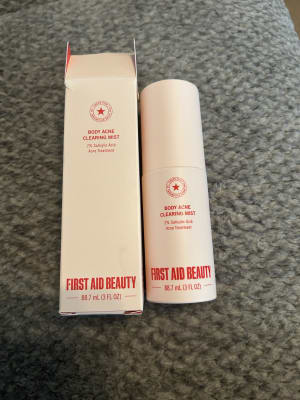 BODY ACNE
CLEARING MIST
2% Salicylic Acid
Acne Treatment
FIRST AID BEAUTY
88.7 mL (3 FL OZ)
BODY ACNE
CLEARING MIST
2% Salicylic Acid
Acne Treatment
FIRST AID BEAUTY
88.7 mL (3 FL OZ)